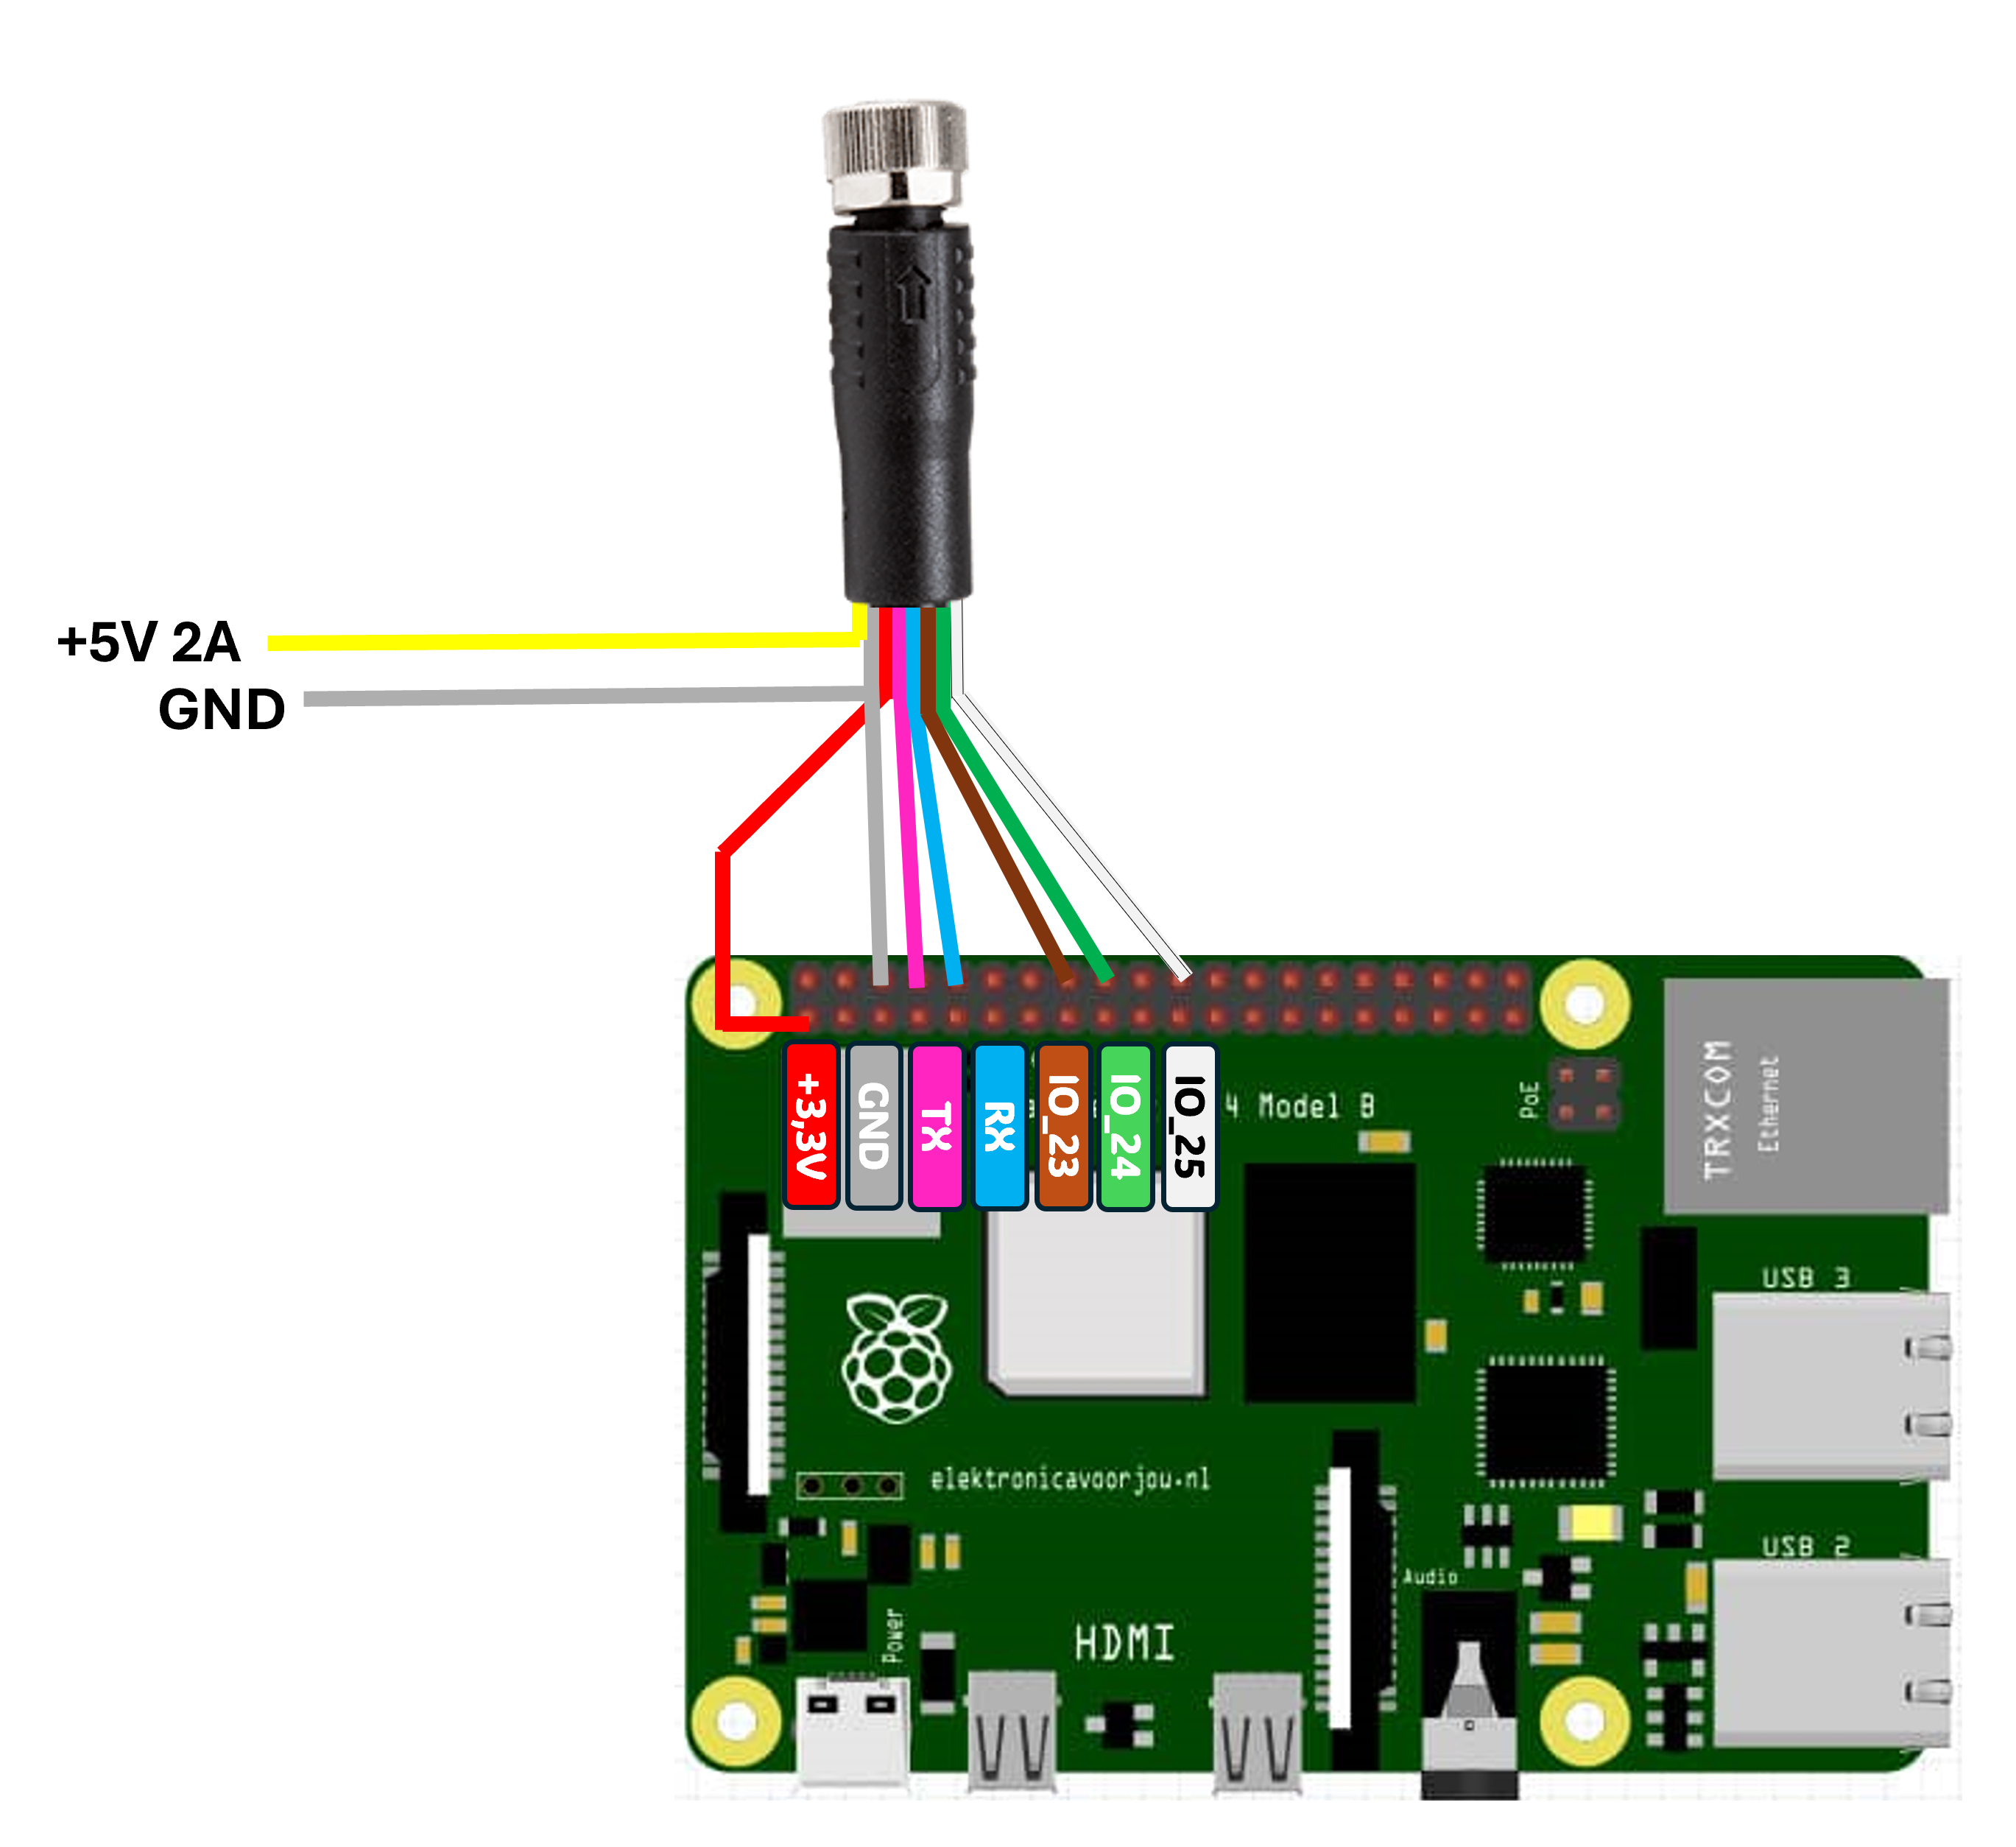 +5V 2A
GND
+3,3V
GND
TX
RX
IO_23
IO_24
IO_25
4 Model B
PoE
TRXCOM
Ethernet
USB 3
elektronicavoorjou.nl
USB 2
Audio
Power
HDMI